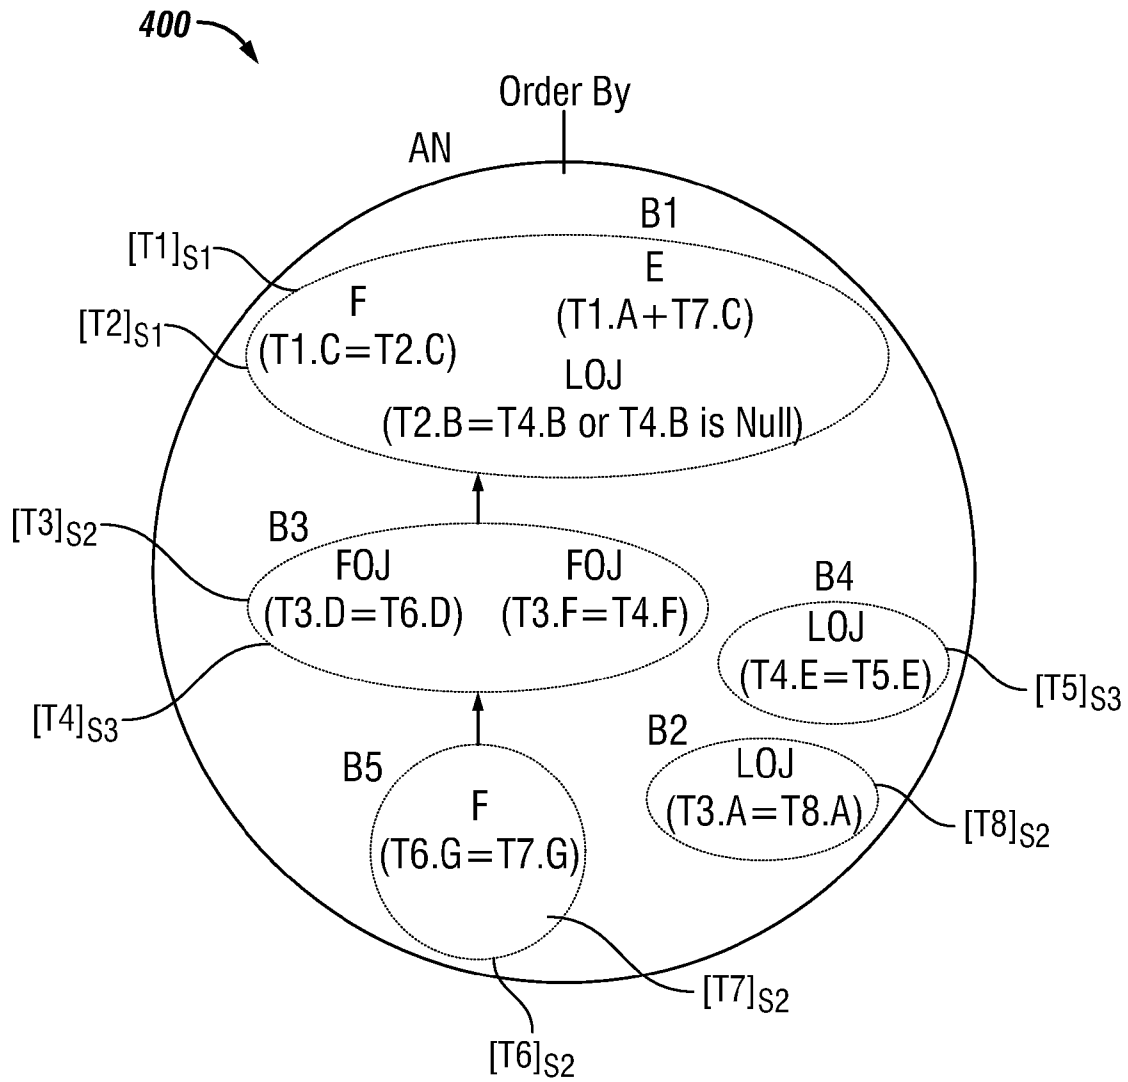 400
Order By
AN
B1
[T1]S1
E
F
(T1.A+T7.C)
[T2]S1
(T1.C=T2.C)
LOJ
(T2.B=T4.B or T4.B is Null)
[T3]S2
B3
FOJ
FOJ
B4
(T3.D=T6.D)
(T3.F=T4.F)
LOJ
(T4.E=T5.E)
[T5]S3
[T4]S3
B2
B5
LOJ
F
(T3.A=T8.A)
[T8]S2
(T6.G=T7.G)
[T7]S2
[T6]S2